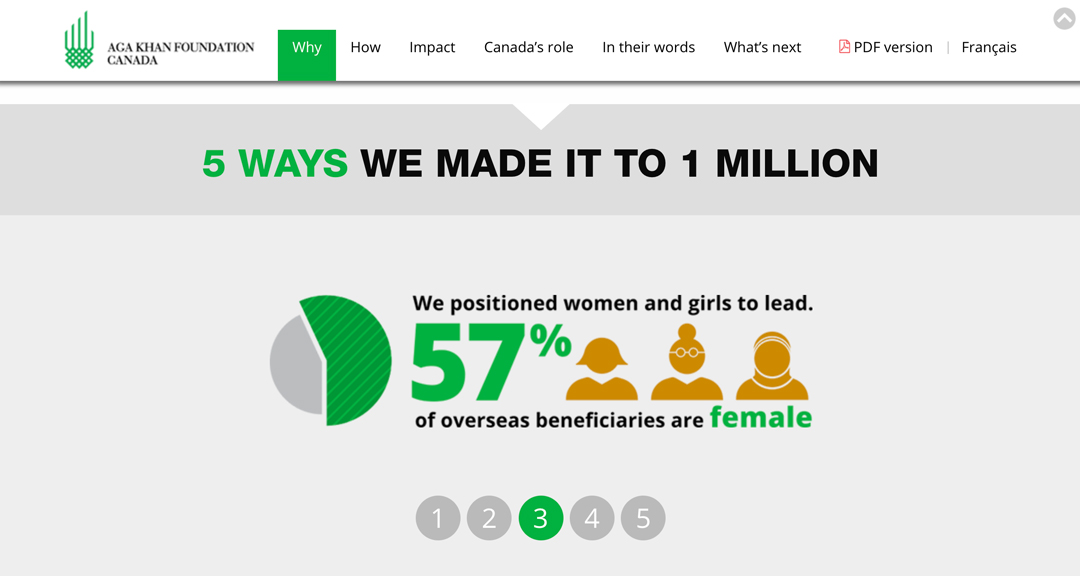 AGA KHAN FOUNDATION
CANADA
Why
How
Impact
Canada’s role
In their words
What’s next
PDF version
Français
5 WAYS WE MADE IT TO 1 MILLION
We positioned women and girls to lead.
57%
of overseas beneficiaries are female
1 2 3 4 5